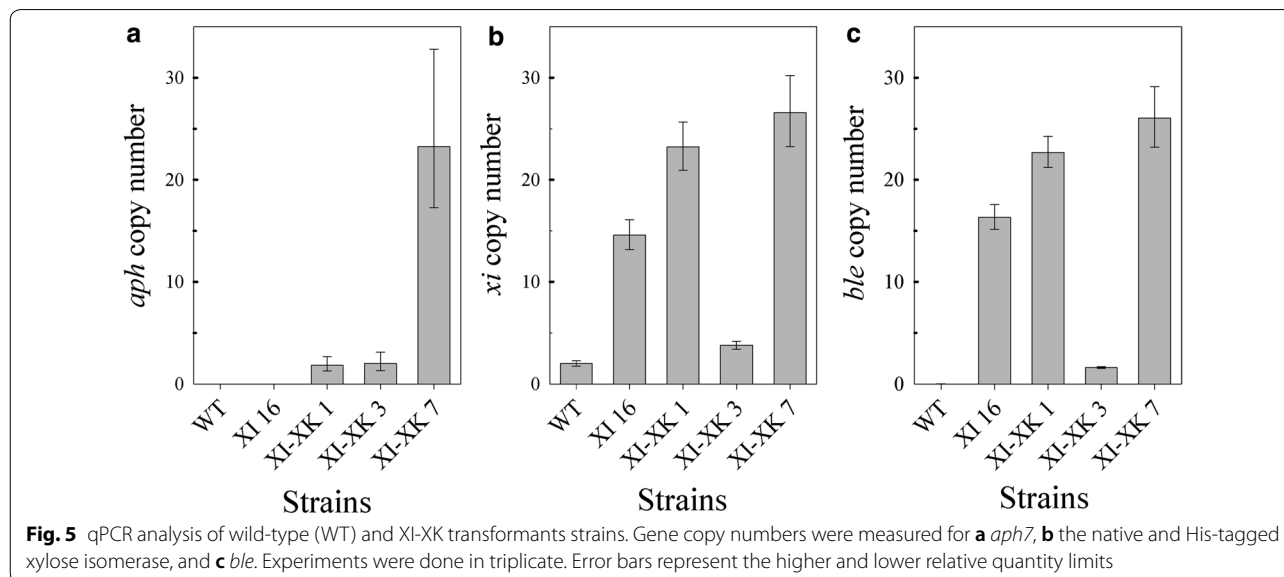 a
aph copy number
30
20
10
0
WT
XI 16
XI-XK 1
XI-XK 3
XI-XK 7
Strains
b
xi copy number
30
20
10
0
WT
XI 16
XI-XK 1
XI-XK 3
XI-XK 7
Strains
c
ble copy number
30
20
10
0
WT
XI 16
XI-XK 1
XI-XK 3
XI-XK 7
Strains
Fig. 5 qPCR analysis of wild-type (WT) and XI-XK transformants strains. Gene copy numbers were measured for a aph7, b the native and His-tagged
xylose isomerase, and c ble. Experiments were done in triplicate. Error bars represent the higher and lower relative quantity limits